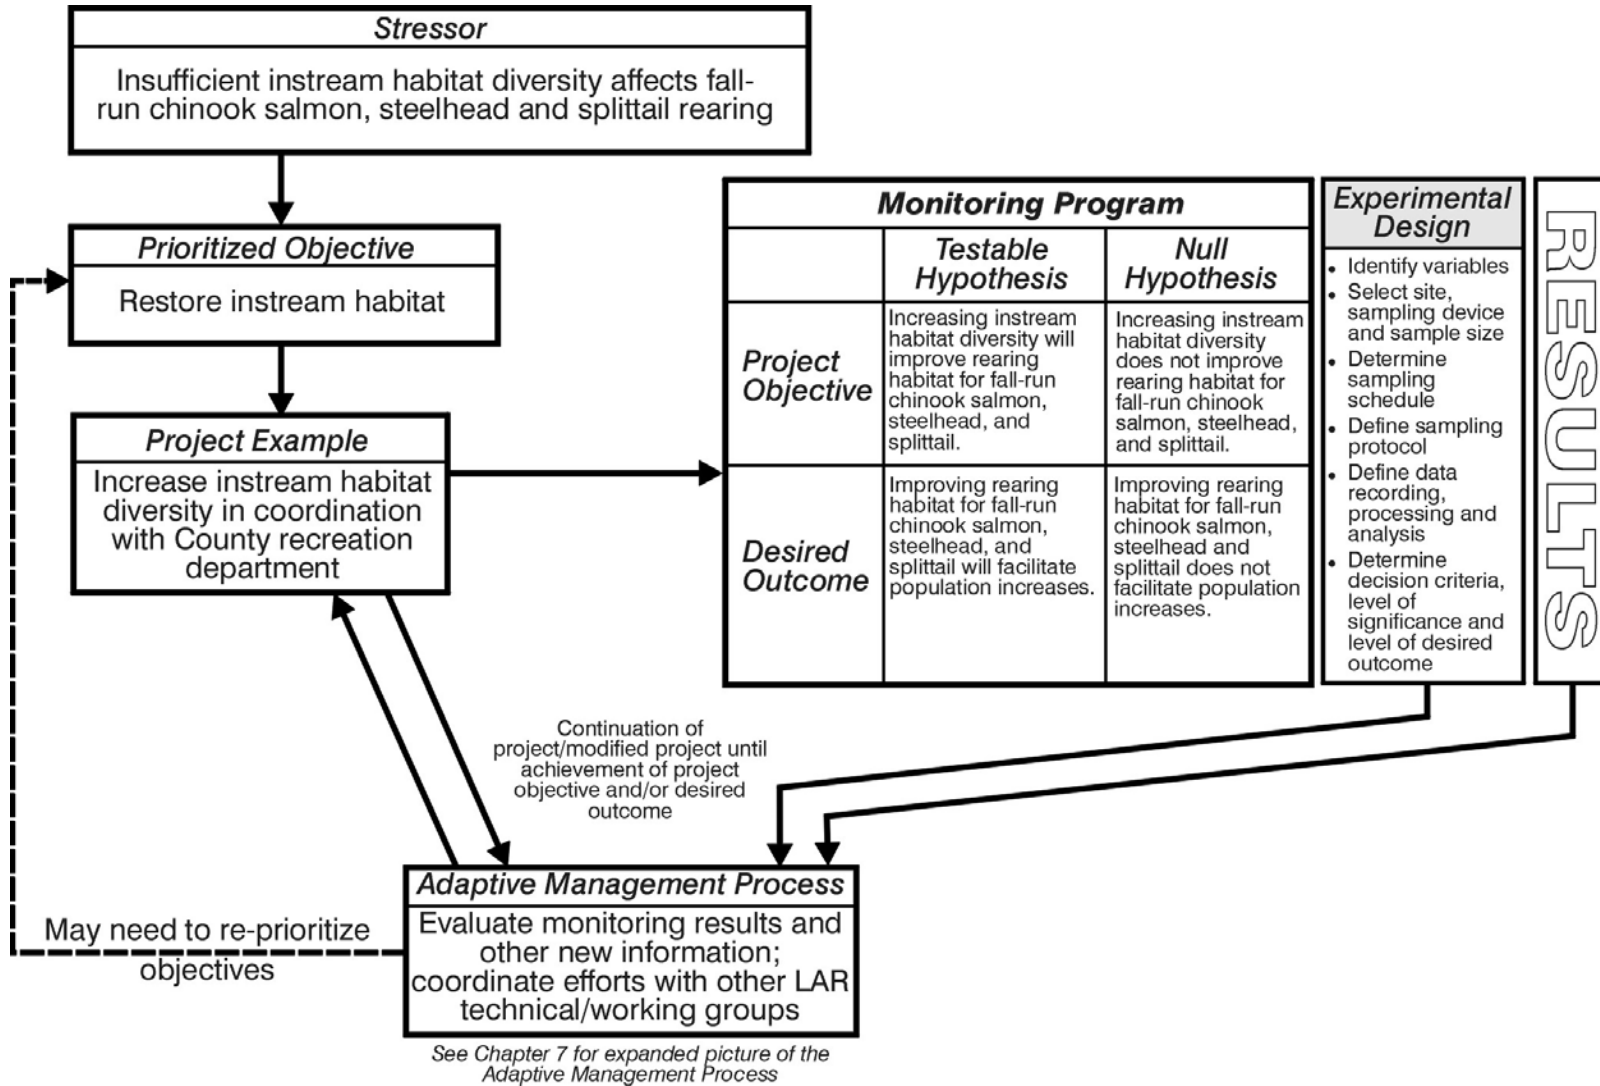 Stressor
Insufficient instream habitat diversity affects fall-
run chinook salmon, steelhead and splittail rearing
Prioritized Objective
Restore instream habitat
Project Example
Increase instream habitat
diversity in coordination
with County recreation
department
Monitoring Program
Testable
Hypothesis
Null
Hypothesis
Project
Objective
Increasing instream
habitat diversity will
improve rearing
habitat for fall-run
chinook salmon,
steelhead, and
splittail.
Increasing instream
habitat diversity
does not improve
rearing habitat for
fall-run chinook
salmon, steelhead,
and splittail.
Desired
Outcome
Improving rearing
habitat for fall-run
chinook salmon,
steelhead, and
splittail will facilitate
population increases.
Improving rearing
habitat for fall-run
chinook salmon,
steelhead and
splittail does not
facilitate population
increases.
Experimental
Design
• Identify variables
• Select site,
sampling device
and sample size
• Determine
sampling
schedule
• Define sampling
protocol
• Define data
recording,
processing and
analysis
• Determine
decision criteria,
level of
significance and
level of desired
outcome
RESULTS
Continuation of
project/modified project until
achievement of project
objective and/or desired
outcome
Adaptive Management Process
Evaluate monitoring results and
other new information;
coordinate efforts with other LAR
technical/working groups
May need to re-prioritize
objectives
See Chapter 7 for expanded picture of the
Adaptive Management Process